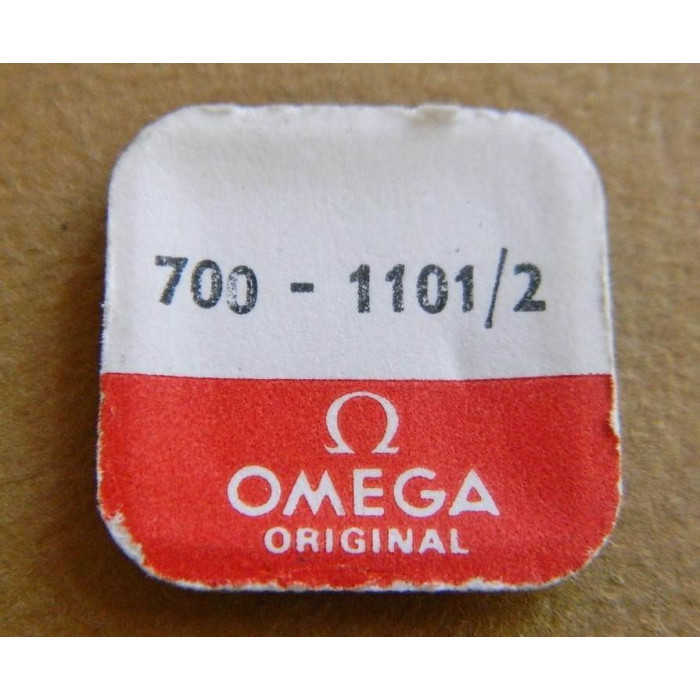 700 - 1101/2
Ω
OMEGA
ORIGINAL